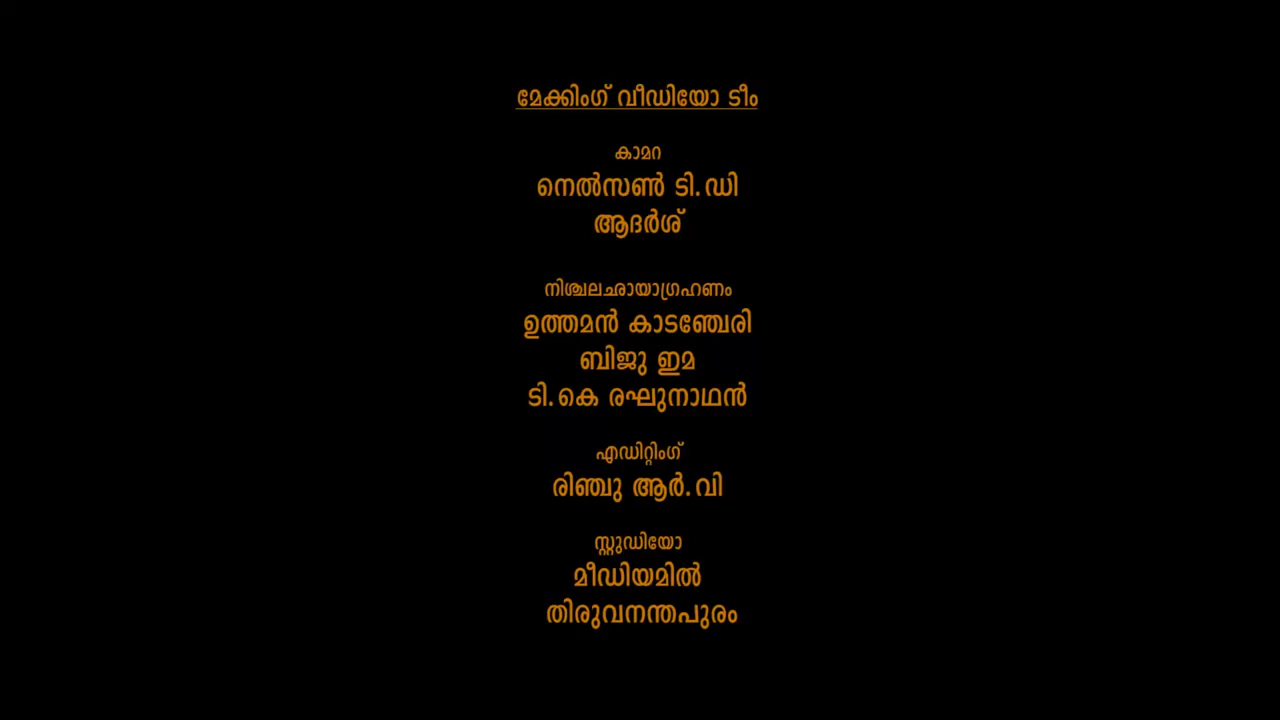 മേക്കിംഗ് വീഡിയോ ടീം
കാമറ
നെൽസൺ ടി.ഡി
ആദർശ്
നിശ്ചലഛായാഗ്രഹണം
ഉത്തമൻ കാടഞ്ചേരി
ബിജു ഇമ
ടി.കെ രഘുനാഥൻ
എഡിറ്റിംഗ്
രിഞ്ചു ആർ.വി
സ്റ്റുഡിയോ
മീഡിയമിൽ
തിരുവനന്തപുരം